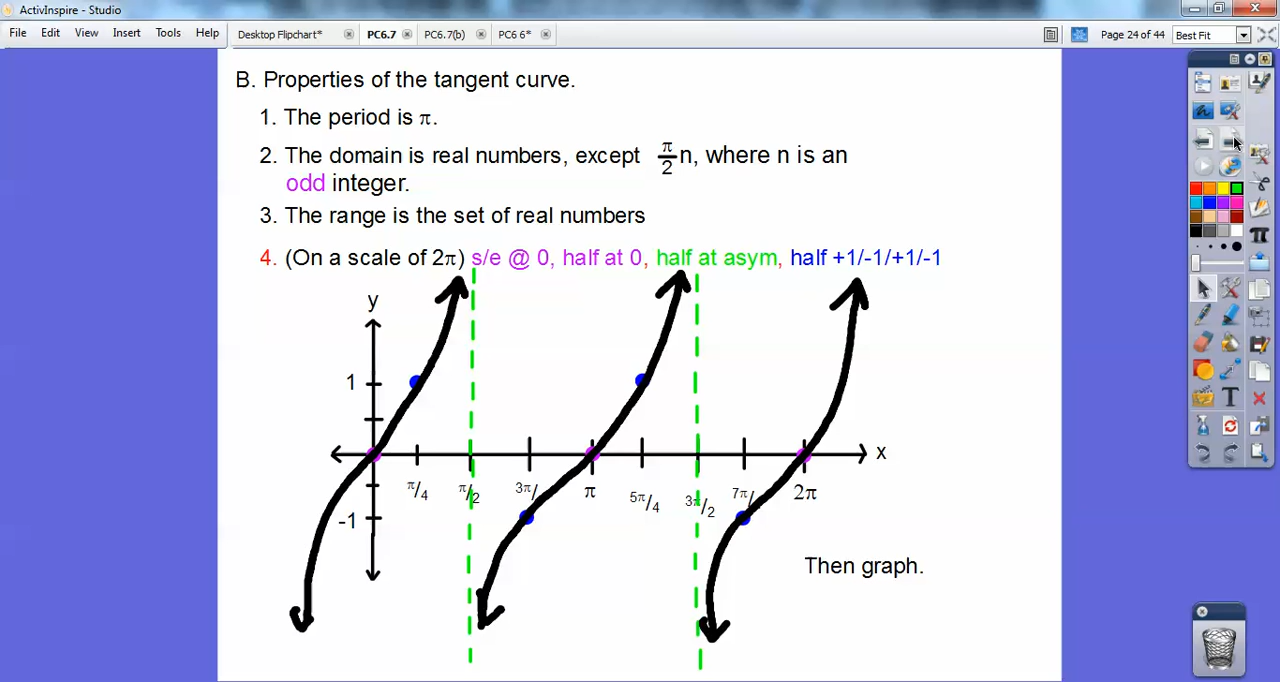 ActivInspire - Studio
File Edit View Insert Tools Help Desktop Flipchart* PC6.7 PC6.7(b) PC6 6* Page 24 of 44 Best Fit
B. Properties of the tangent curve.
1. The period is π.
2. The domain is real numbers, except π/2 n, where n is an
odd integer.
3. The range is the set of real numbers
4. (On a scale of 2π) s/e @ 0, half at 0, half at asym, half +1/-1/+1/-1
y
1
x
π/4 π/2 3π/ π 5π/4 3π/2 7π/ 2π
-1
Then graph.